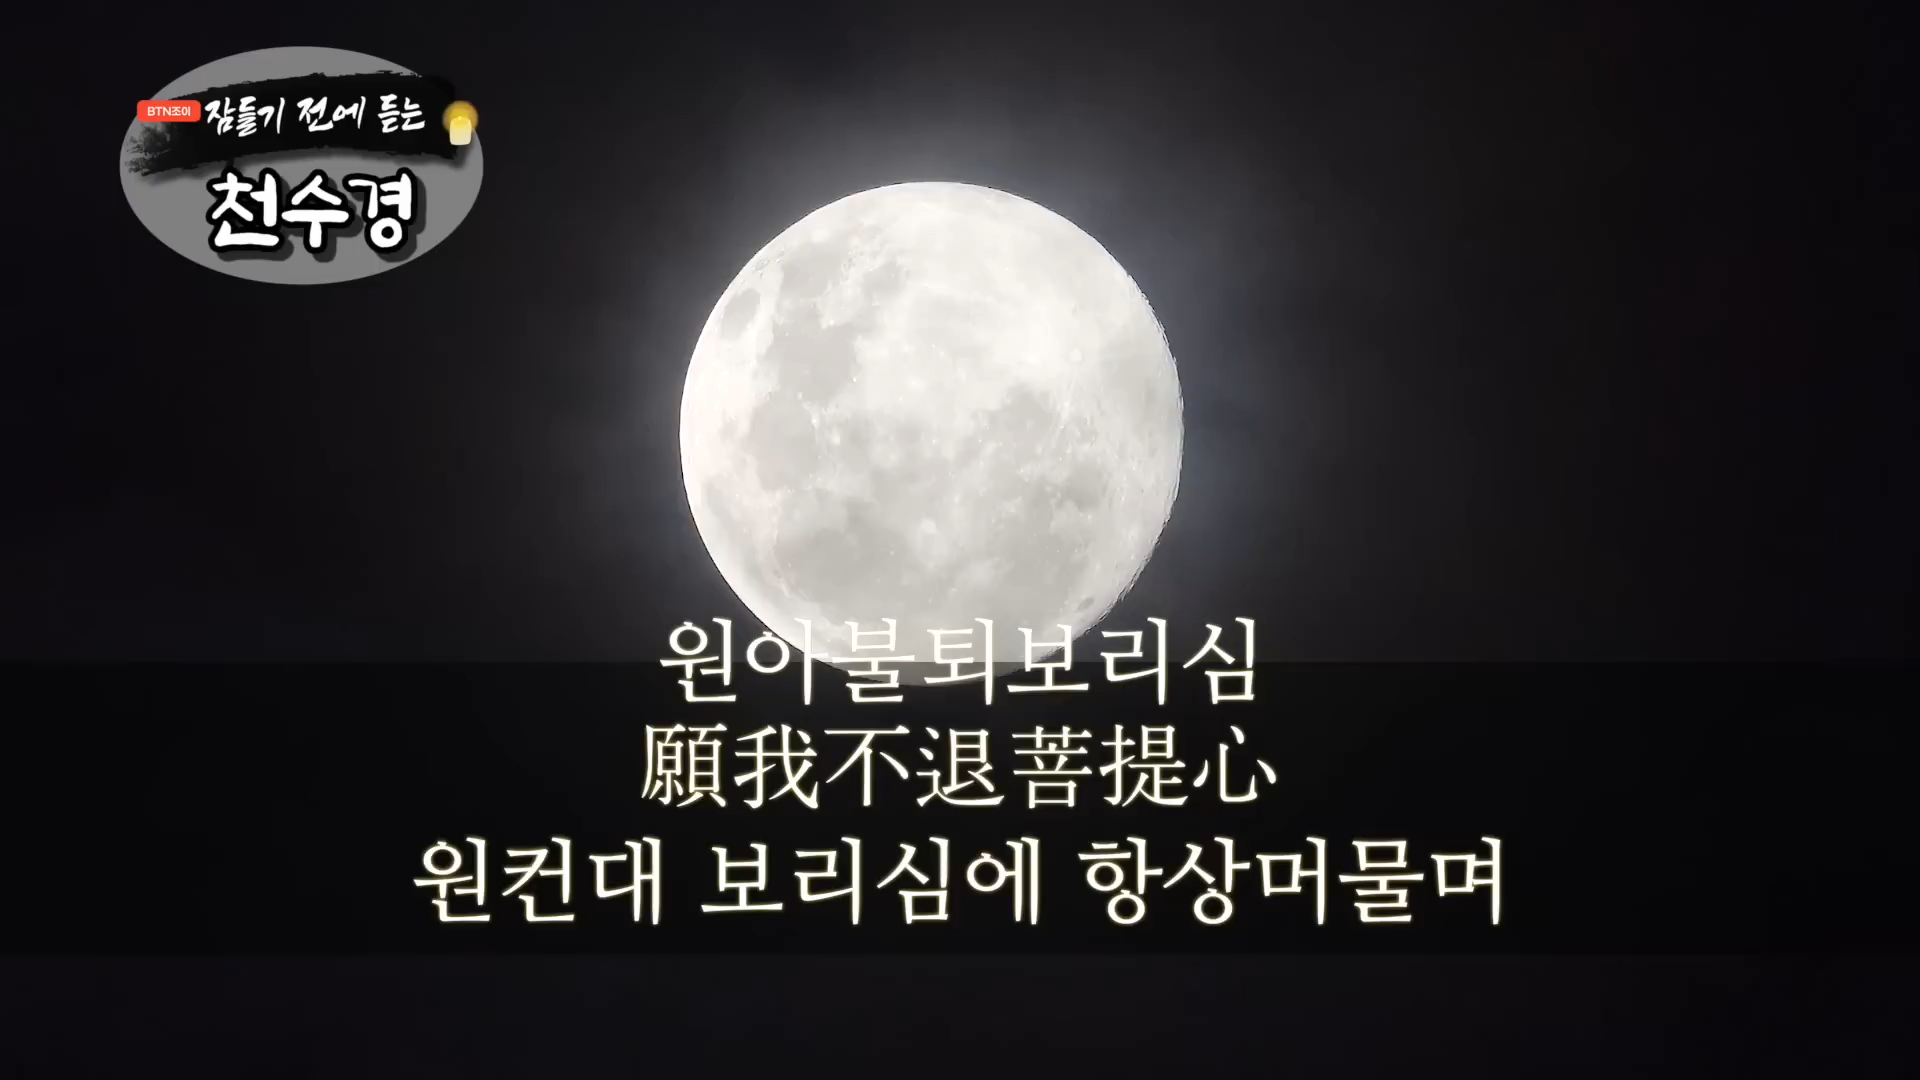 BTN조이
잠들기 전에 듣는
천수경
원아불퇴보리심
願我不退菩提心
원컨대 보리심에 항상머물며